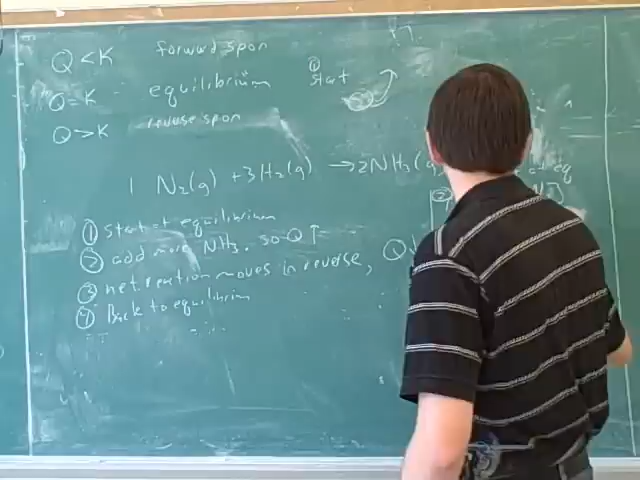 Q < K forward spon
Q = K equilibrium
Q > K reverse spon
Q
start
1 N₂(g) + 3H₂(g) → 2NH₃(g
① start at equilibrium
② add more NH₃, so Q ↑
③ net reaction moves in reverse, Q↓
④ Back to equilibrium
eq